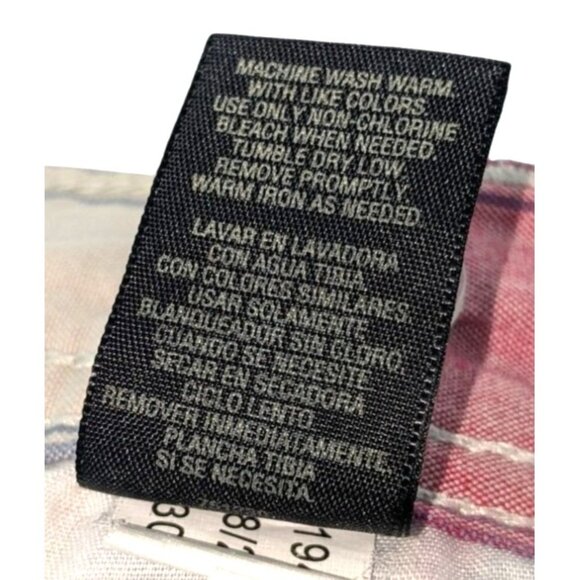 MACHINE WASH WARM.
WITH LIKE COLORS.
USE ONLY NON-CHLORINE
BLEACH WHEN NEEDED.
TUMBLE DRY LOW.
REMOVE PROMPTLY.
WARM IRON AS NEEDED.
LAVAR EN LAVADORA
CON AGUA TIBIA.
CON COLORES SIMILARES.
USAR SOLAMENTE
BLANQUEADOR SIN CLORO.
CUANDO SE NECESITE.
SECAR EN SECADORA
CICLO LENTO.
REMOVER IMMEDIATAMENTE.
PLANCHA TIBIA
SI SE NECESITA.